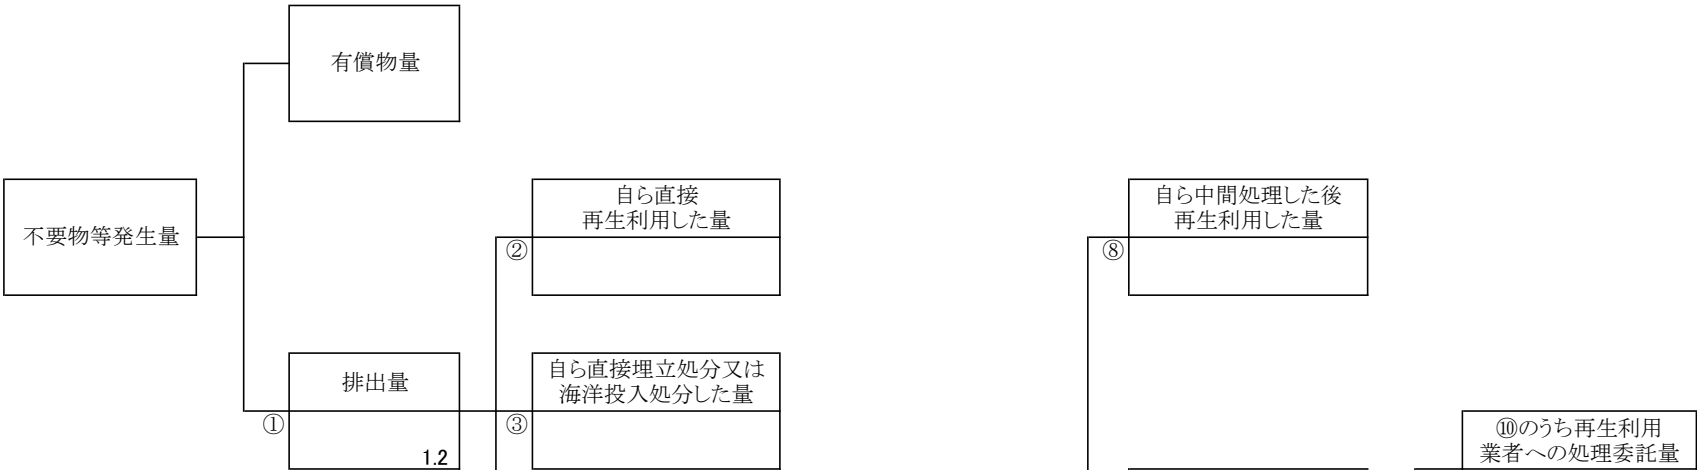 有償物量
不要物等発生量
自ら直接
再生利用した量
②
自ら中間処理した後
再生利用した量
⑧
排出量
①
1.2
自ら直接埋立処分又は
海洋投入処分した量
③
⑩のうち再生利用
業者への処理委託量